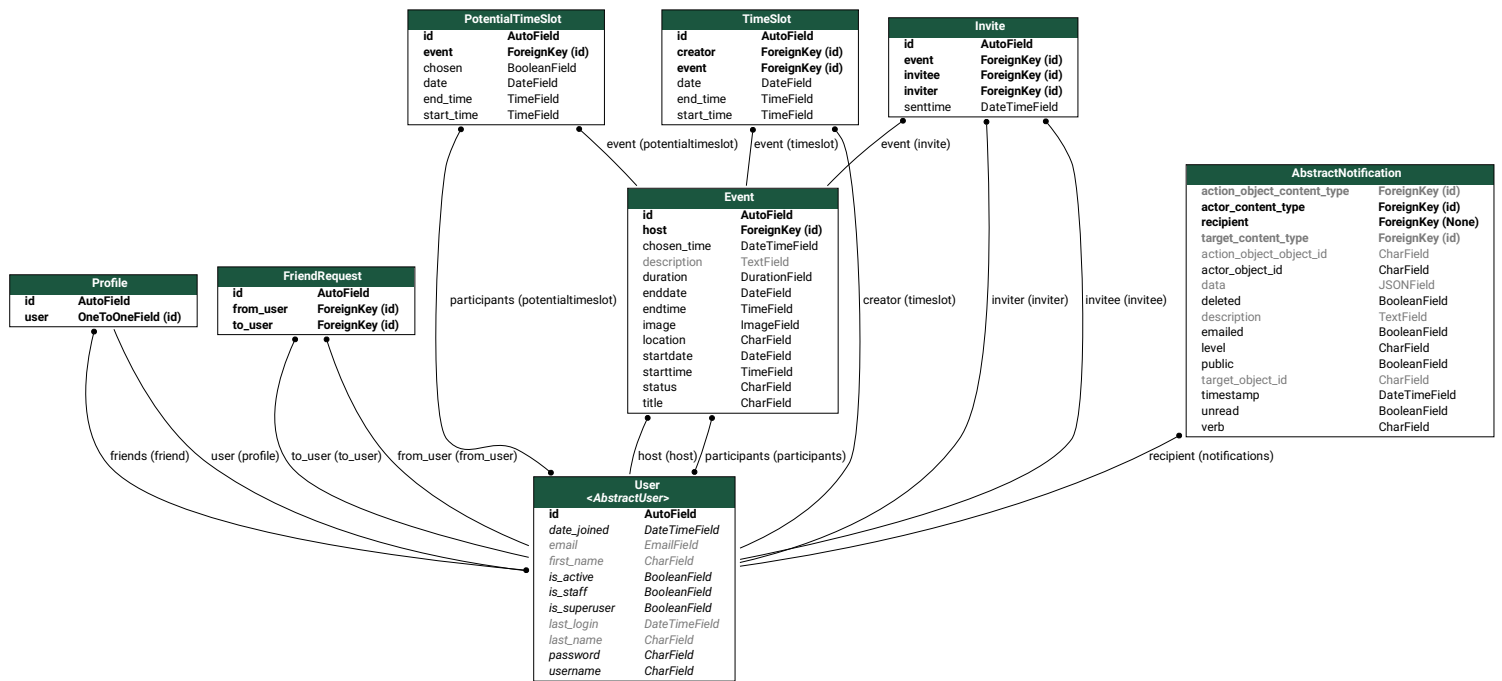 PotentialTimeSlot
id AutoField
event ForeignKey (id)
chosen BooleanField
date DateField
end_time TimeField
start_time TimeField
TimeSlot
id AutoField
creator ForeignKey (id)
event ForeignKey (id)
date DateField
end_time TimeField
start_time TimeField
Invite
id AutoField
event ForeignKey (id)
invitee ForeignKey (id)
inviter ForeignKey (id)
senttime DateTimeField
event (potentialtimeslot)
event (timeslot)
event (invite)
AbstractNotification
action_object_content_type ForeignKey (id)
actor_content_type ForeignKey (id)
recipient ForeignKey (None)
target_content_type ForeignKey (id)
action_object_object_id CharField
actor_object_id CharField
data JSONField
deleted BooleanField
description TextField
emailed BooleanField
level CharField
public BooleanField
target_object_id CharField
timestamp DateTimeField
unread BooleanField
verb CharField
Event
id AutoField
host ForeignKey (id)
chosen_time DateTimeField
description TextField
duration DurationField
enddate DateField
endtime TimeField
image ImageField
location CharField
startdate DateField
starttime TimeField
status CharField
title CharField
Profile
id AutoField
user OneToOneField (id)
FriendRequest
id AutoField
from_user ForeignKey (id)
to_user ForeignKey (id)
participants (potentialtimeslot)
creator (timeslot)
inviter (inviter)
invitee (invitee)
friends (friend)
user (profile)
to_user (to_user)
from_user (from_user)
host (host)
participants (participants)
recipient (notifications)
User
<AbstractUser>
id AutoField
date_joined DateTimeField
email EmailField
first_name CharField
is_active BooleanField
is_staff BooleanField
is_superuser BooleanField
last_login DateTimeField
last_name CharField
password CharField
username CharField